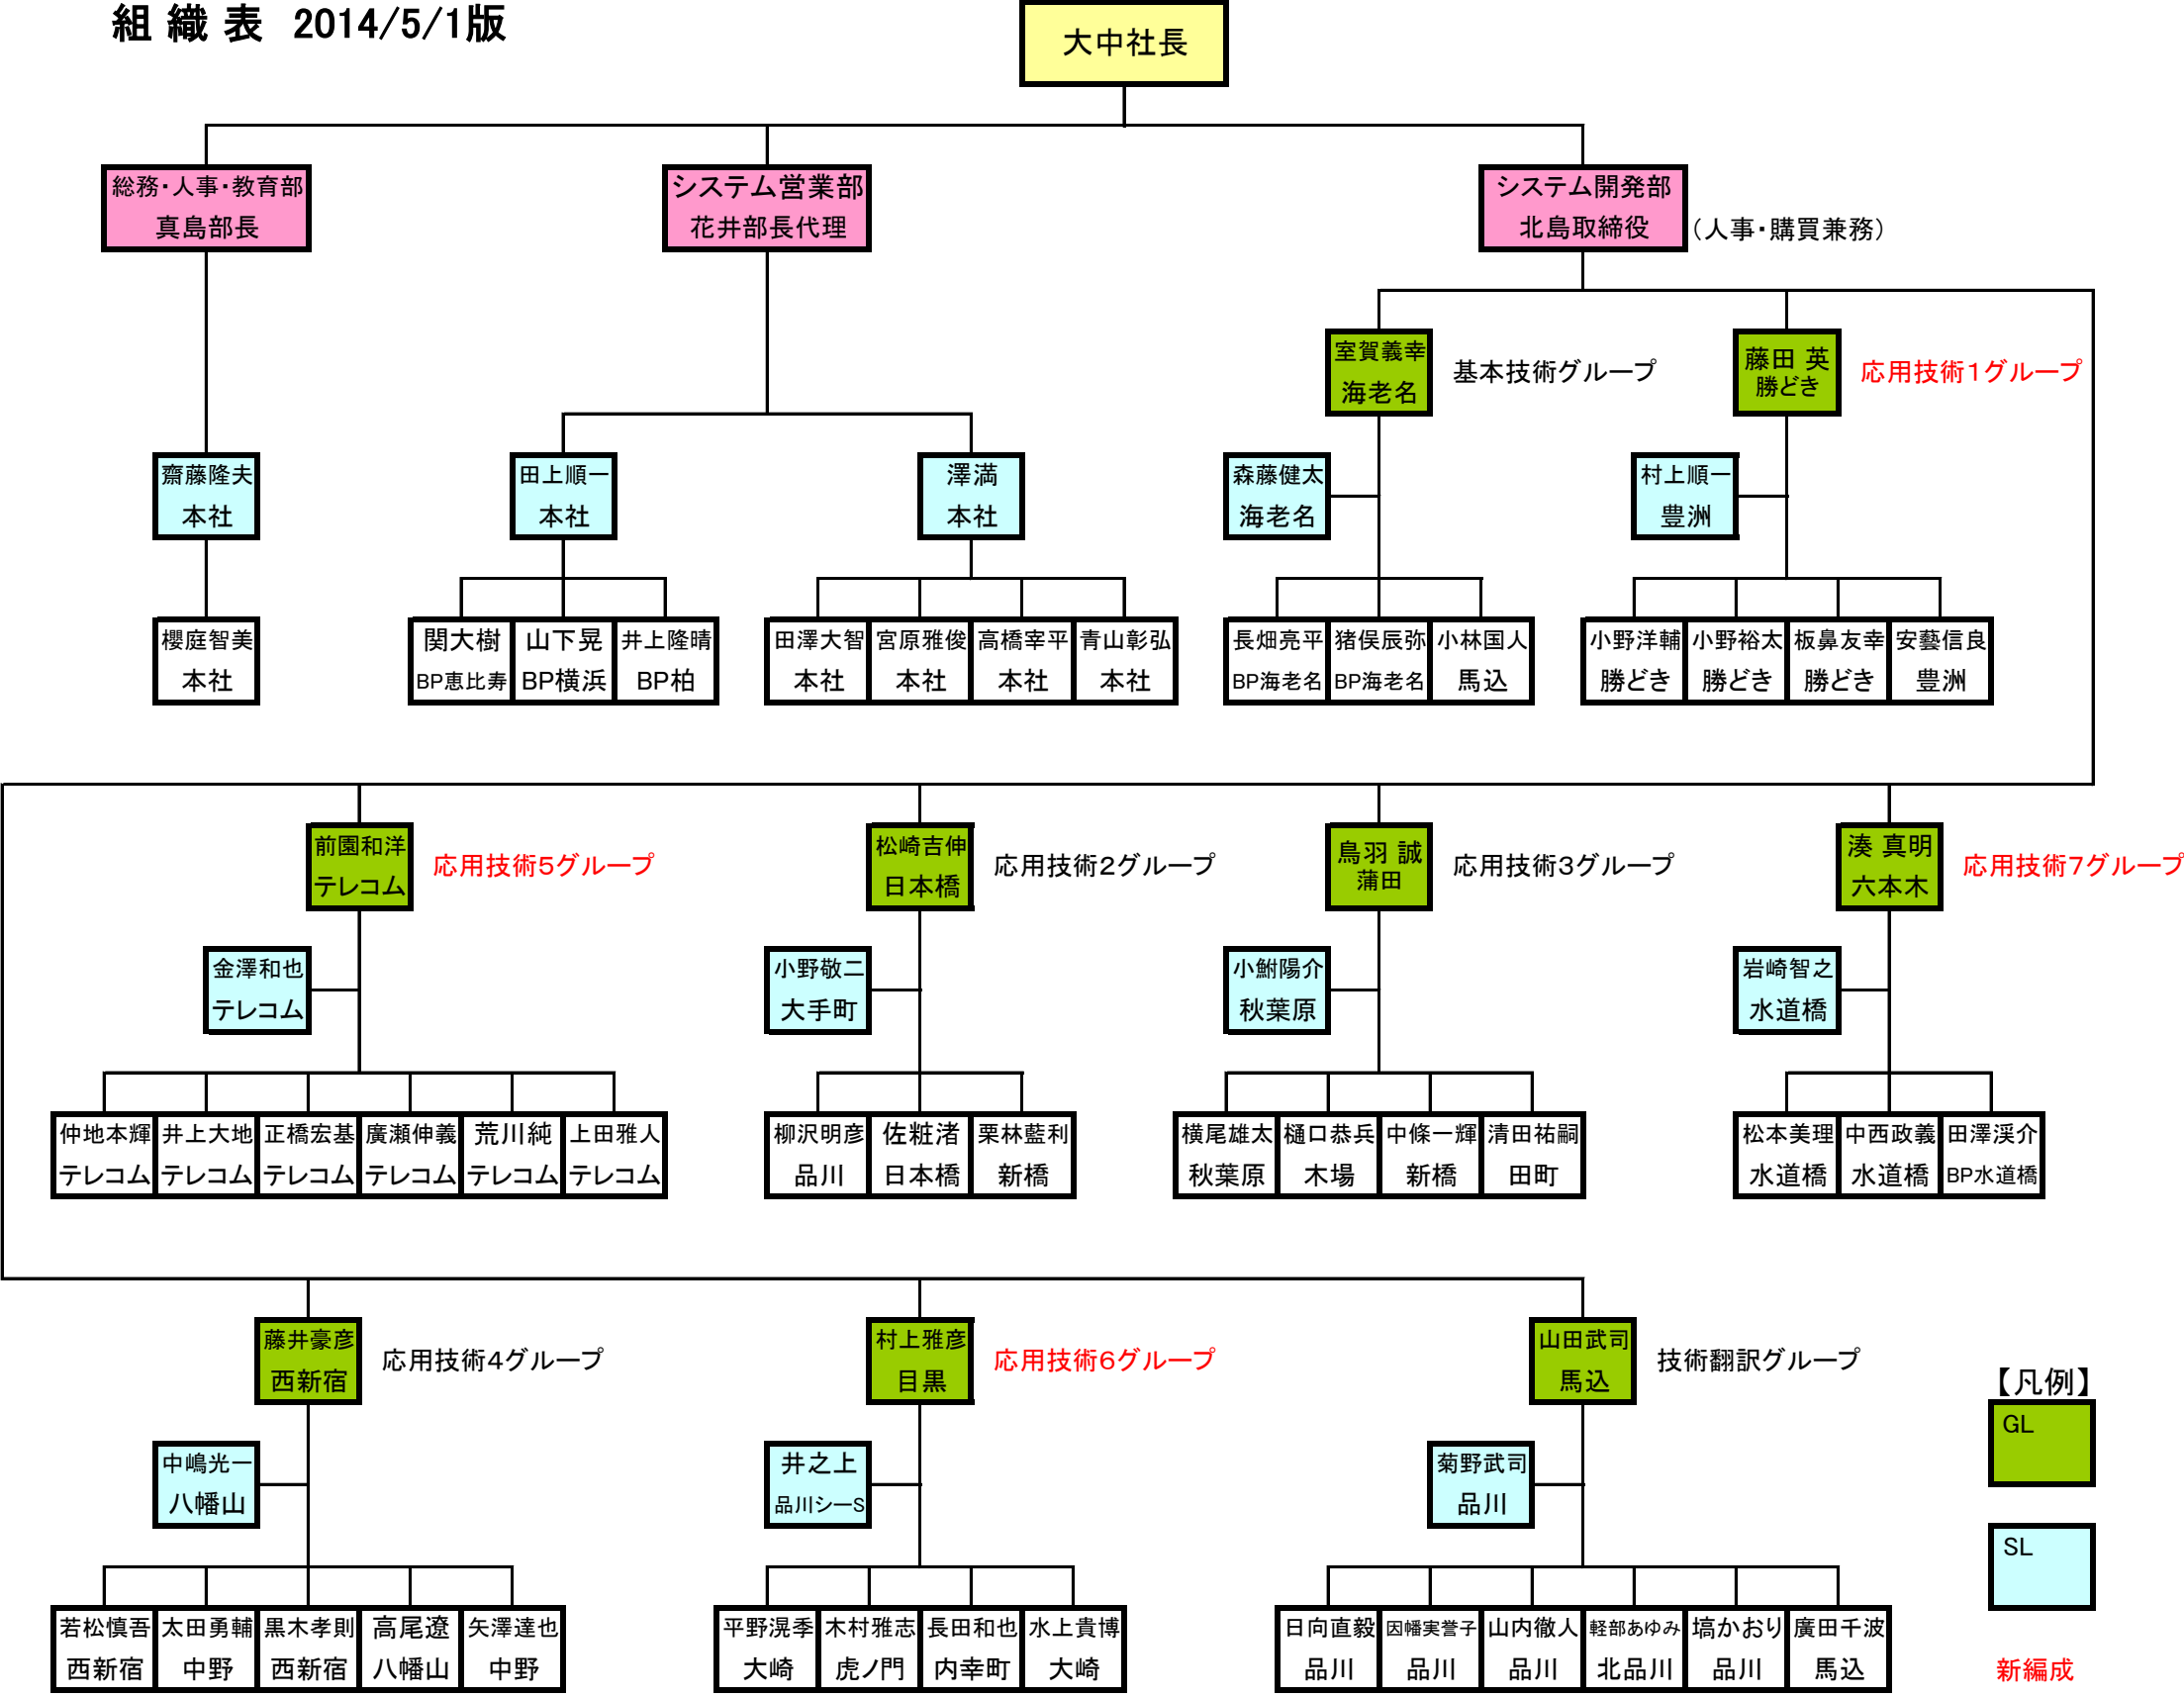 組 織 表　2014/5/1版
大中社長
総務・人事・教育部
真島部長
システム営業部
花井部長代理
システム開発部
北島取締役
（人事・購買兼務）
室賀義幸
海老名
基本技術グループ
藤田 英
勝どき
応用技術１グループ
齋藤隆夫
本社
田上順一
本社
澤満
本社
森藤健太
海老名
村上順一
豊洲
櫻庭智美
本社
関大樹
BP恵比寿
山下晃
BP横浜
井上隆晴
BP柏
田澤大智
本社
宮原雅俊
本社
高橋宰平
本社
青山彰弘
本社
長畑亮平
BP海老名
猪俣辰弥
BP海老名
小林国人
馬込
小野洋輔
勝どき
小野裕太
勝どき
板鼻友幸
勝どき
安藝信良
豊洲
前園和洋
テレコム
応用技術５グループ
松崎吉伸
日本橋
応用技術２グループ
鳥羽 誠
蒲田
応用技術３グループ
湊 真明
六本木
応用技術７グループ
金澤和也
テレコム
小野敬二
大手町
小鮒陽介
秋葉原
岩崎智之
水道橋
仲地本輝
テレコム
井上大地
テレコム
正橋宏基
テレコム
廣瀬伸義
テレコム
荒川純
テレコム
上田雅人
テレコム
柳沢明彦
品川
佐粧渚
日本橋
栗林藍利
新橋
横尾雄太
秋葉原
樋口恭兵
木場
中條一輝
新橋
清田祐嗣
田町
松本美理
水道橋
中西政義
水道橋
田澤渓介
BP水道橋
藤井豪彦
西新宿
応用技術４グループ
村上雅彦
目黒
応用技術６グループ
山田武司
馬込
技術翻訳グループ
【凡例】
GL
中嶋光一
八幡山
井之上
品川シーS
菊野武司
品川
SL
若松慎吾
西新宿
太田勇輔
中野
黒木孝則
西新宿
高尾遼
八幡山
矢澤達也
中野
平野滉季
大崎
木村雅志
虎ノ門
長田和也
内幸町
水上貴博
大崎
日向直毅
品川
因幡実誉子
品川
山内徹人
品川
軽部あゆみ
北品川
塙かおり
品川
廣田千波
馬込
新編成